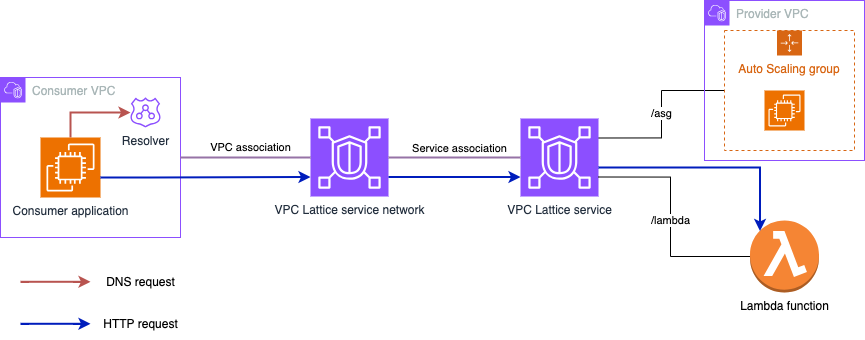 Provider VPC
Auto Scaling group
Consumer VPC
Resolver
/asg
VPC association
Service association
Consumer application
VPC Lattice service network
VPC Lattice service
/lambda
DNS request
Lambda function
HTTP request